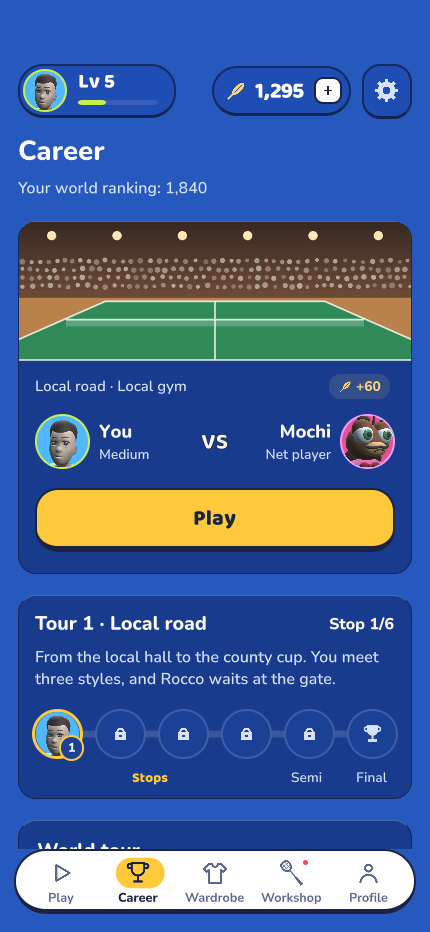 Lv 5
1,295
+
Career
Your world ranking: 1,840
Local road · Local gym
+60
You
Medium
VS
Mochi
Net player
Play
Tour 1 · Local road
Stop 1/6
From the local hall to the county cup. You meet
three styles, and Rocco waits at the gate.
1
Stops
Semi
Final
World tour
Play
Career
Wardrobe
Workshop
Profile